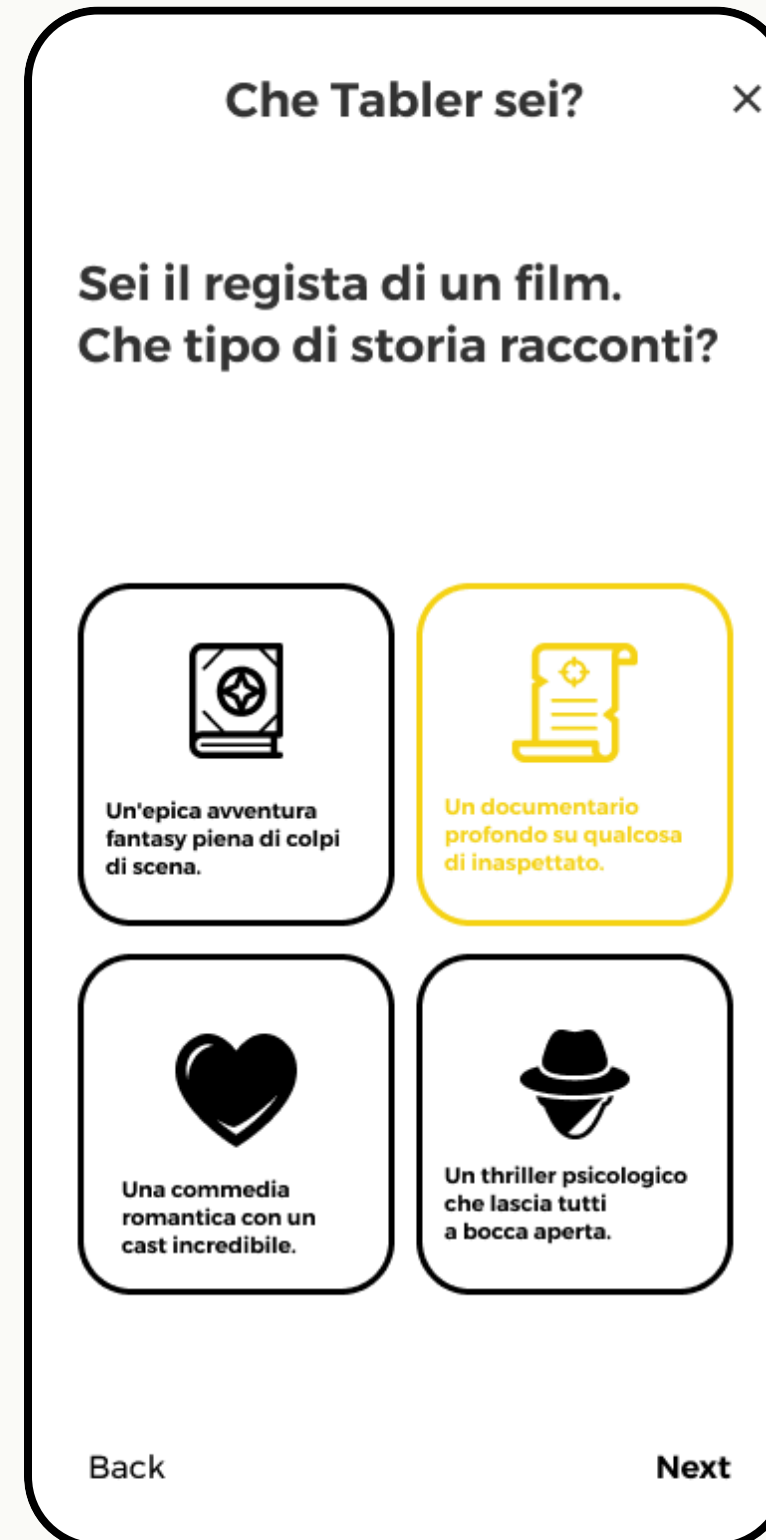 Che Tabler sei?
Sei il regista di un film.
Che tipo di storia racconti?
Un'epica avventura
fantasy piena di colpi
di scena.
Un documentario
profondo su qualcosa
di inaspettato.
Una commedia
romantica con un
cast incredibile.
Un thriller psicologico
che lascia tutti
a bocca aperta.
Back
Next